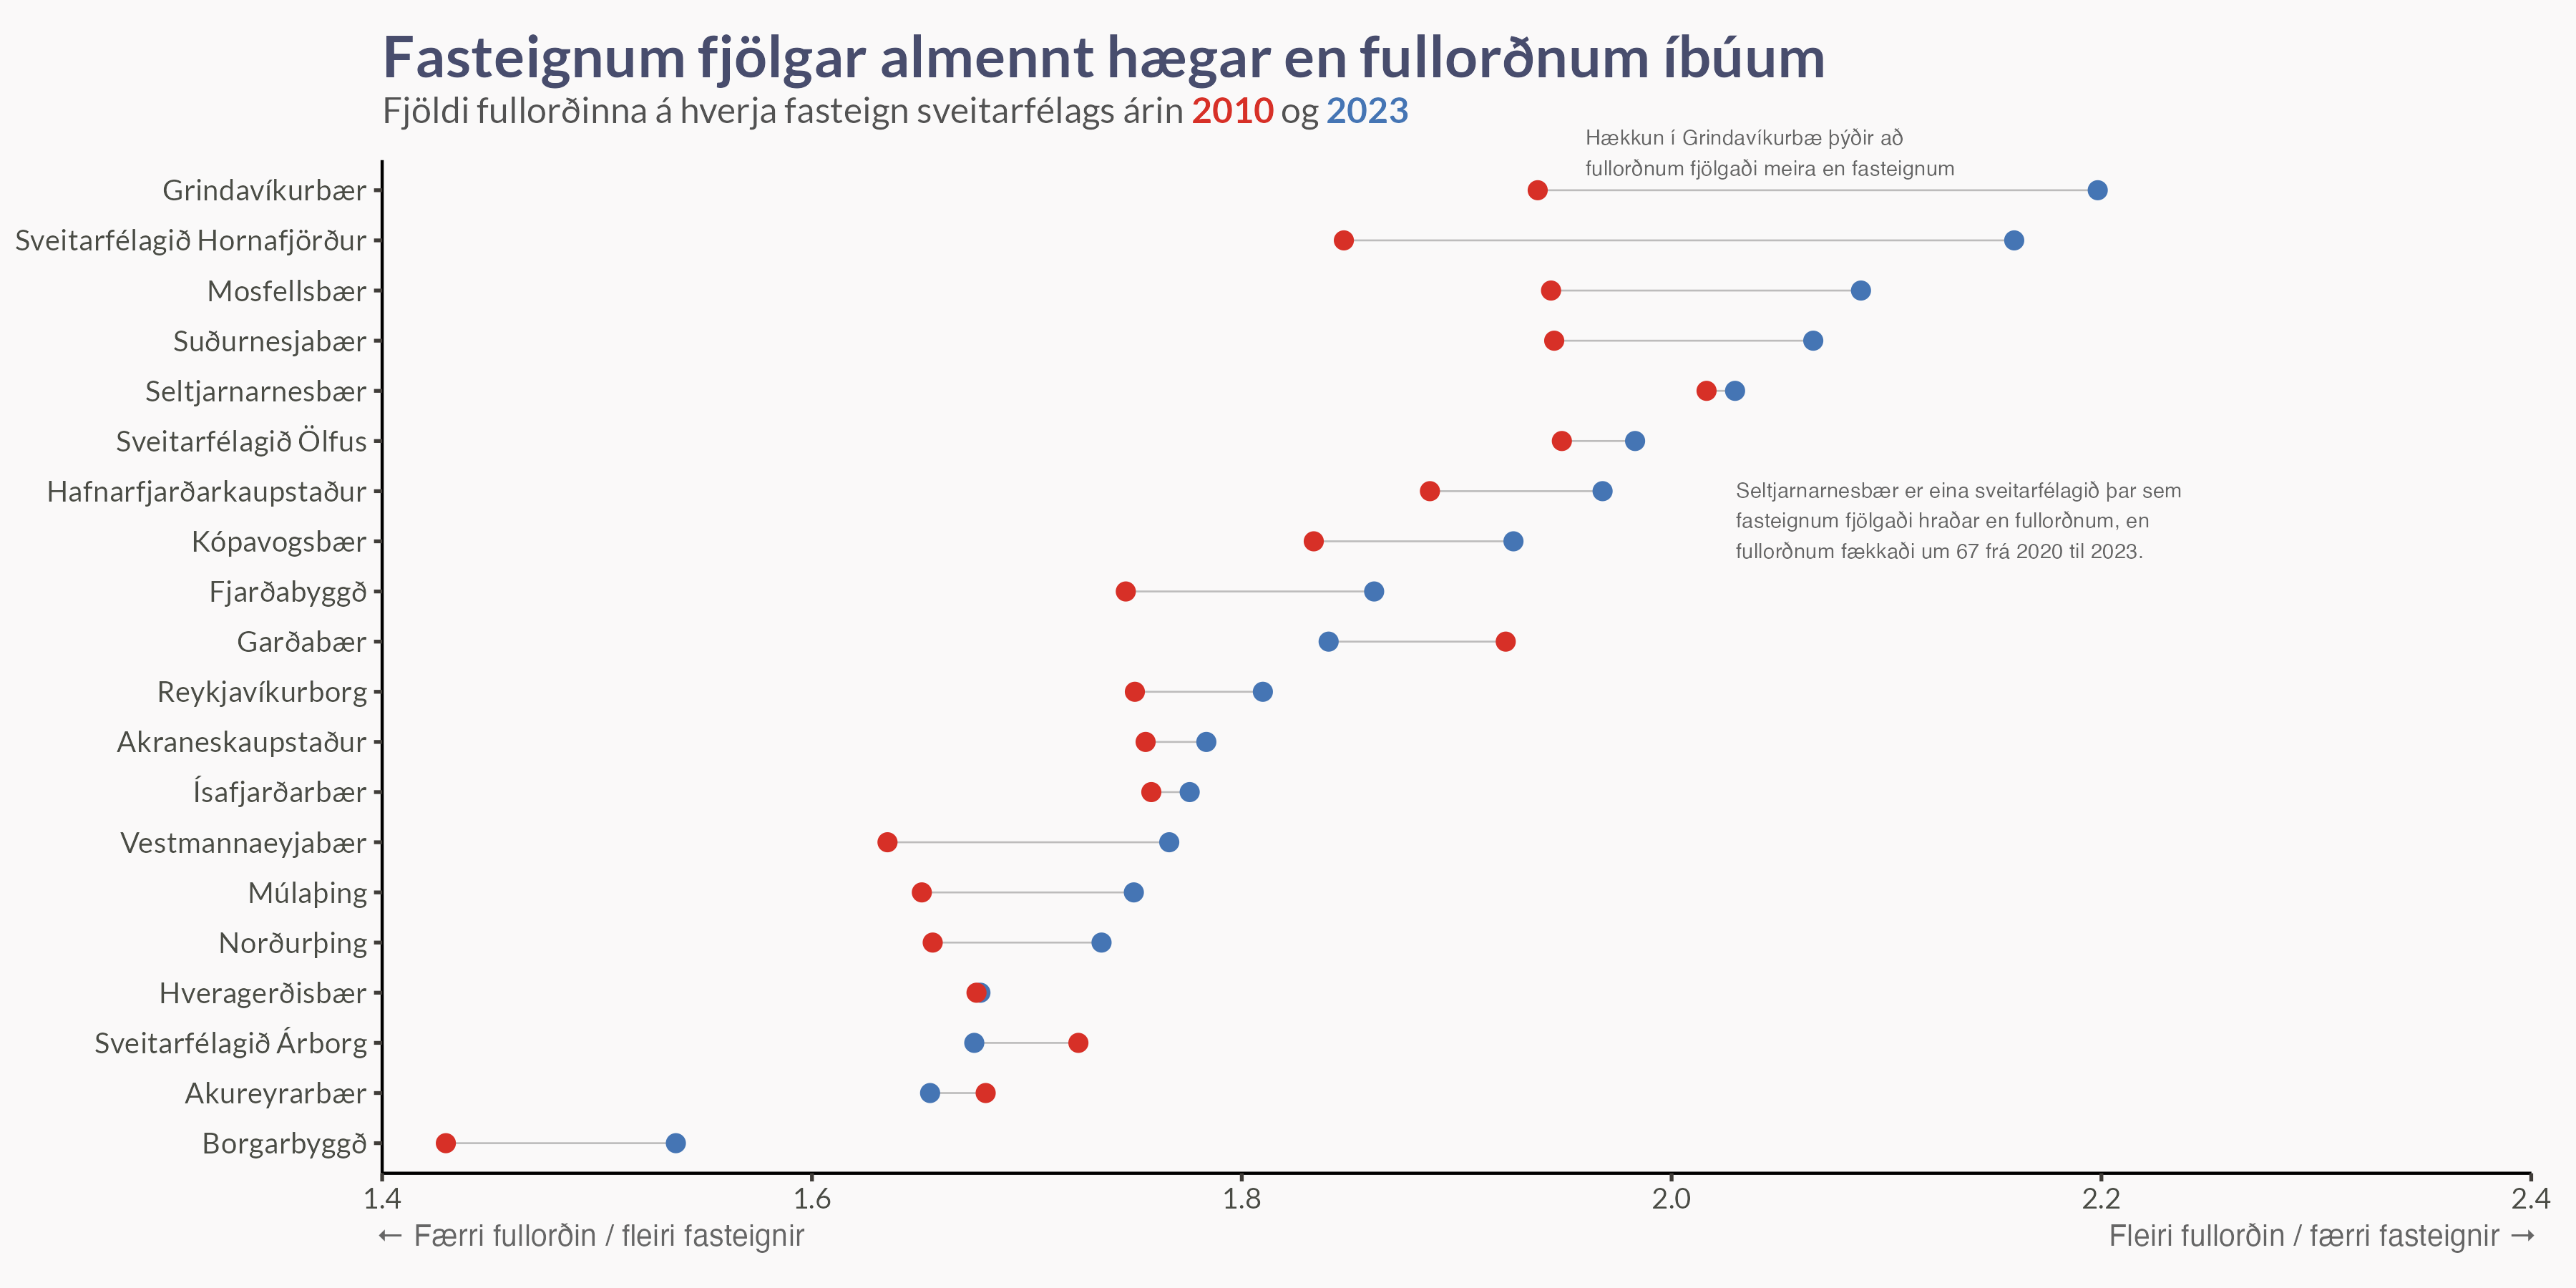 Fasteignum fjölgar almennt hægar en fullorðnum íbúum
Fjöldi fullorðinna á hverja fasteign sveitarfélags árin 2010 og 2023
Hækkun í Grindavíkurbæ þýðir að
fullorðnum fjölgaði meira en fasteignum
Grindavíkurbær
Sveitarfélagið Hornafjörður
Mosfellsbær
Suðurnesjabær
Seltjarnarnesbær
Sveitarfélagið Ölfus
Hafnarfjarðarkaupstaður
Seltjarnarnesbær er eina sveitarfélagið þar sem
fasteignum fjölgaði hraðar en fullorðnum, en
fullorðnum fækkaði um 67 frá 2020 til 2023.
Kópavogsbær
Fjarðabyggð
Garðabær
Reykjavíkurborg
Akraneskaupstaður
Ísafjarðarbær
Vestmannaeyjabær
Múlaþing
Norðurþing
Hveragerðisbær
Sveitarfélagið Árborg
Akureyrarbær
Borgarbyggð
1.4 1.6 1.8 2.0 2.2 2.4
← Færri fullorðin / fleiri fasteignir
Fleiri fullorðin / færri fasteignir →